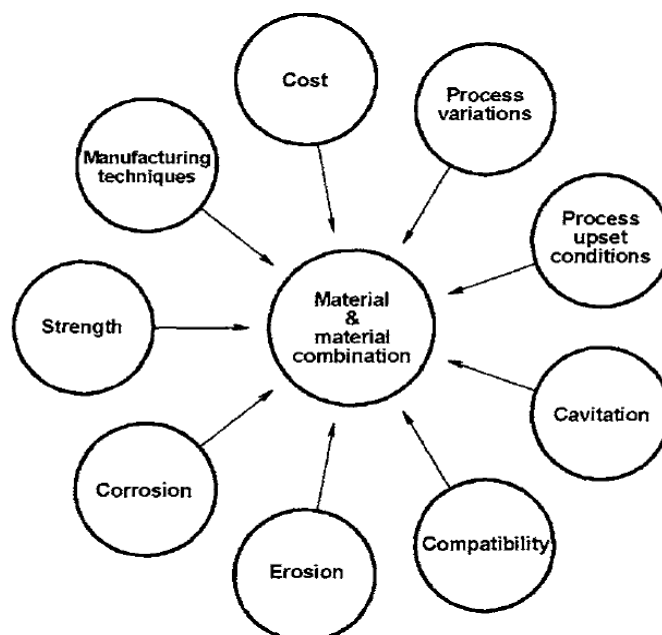 Cost
Process
variations
Manufacturing
techniques
Process
upset
conditions
Material
&
material
combination
Strength
Cavitation
Corrosion
Compatibility
Erosion